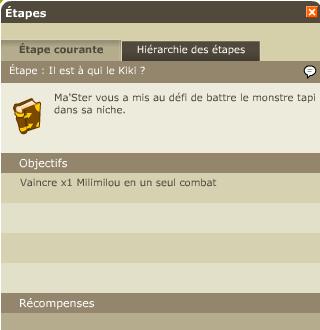 Étapes
Étape courante
Hiérarchie des étapes
Étape : Il est à qui le Kiki ?
Ma'Ster vous a mis au défi de battre le monstre tapi
dans sa niche.
Objectifs
Vaincre x1 Milimilou en un seul combat
Récompenses